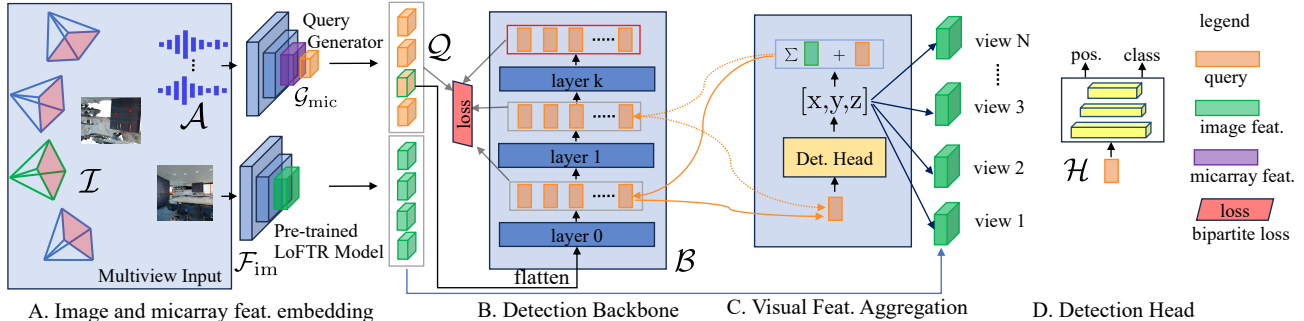 Query
Generator
𝒜
𝒢mic
ℐ
ℱim
Pre-trained
LoFTR Model
Multiview Input
A. Image and micarray feat. embedding
𝒬
loss
layer k
layer 1
layer 0
flatten
ℬ
B. Detection Backbone
Σ +
[x,y,z]
Det. Head
view N
view 3
view 2
view 1
C. Visual Feat. Aggregation
pos. class
ℋ
D. Detection Head
legend
query
image feat.
micarray feat.
loss
bipartite loss